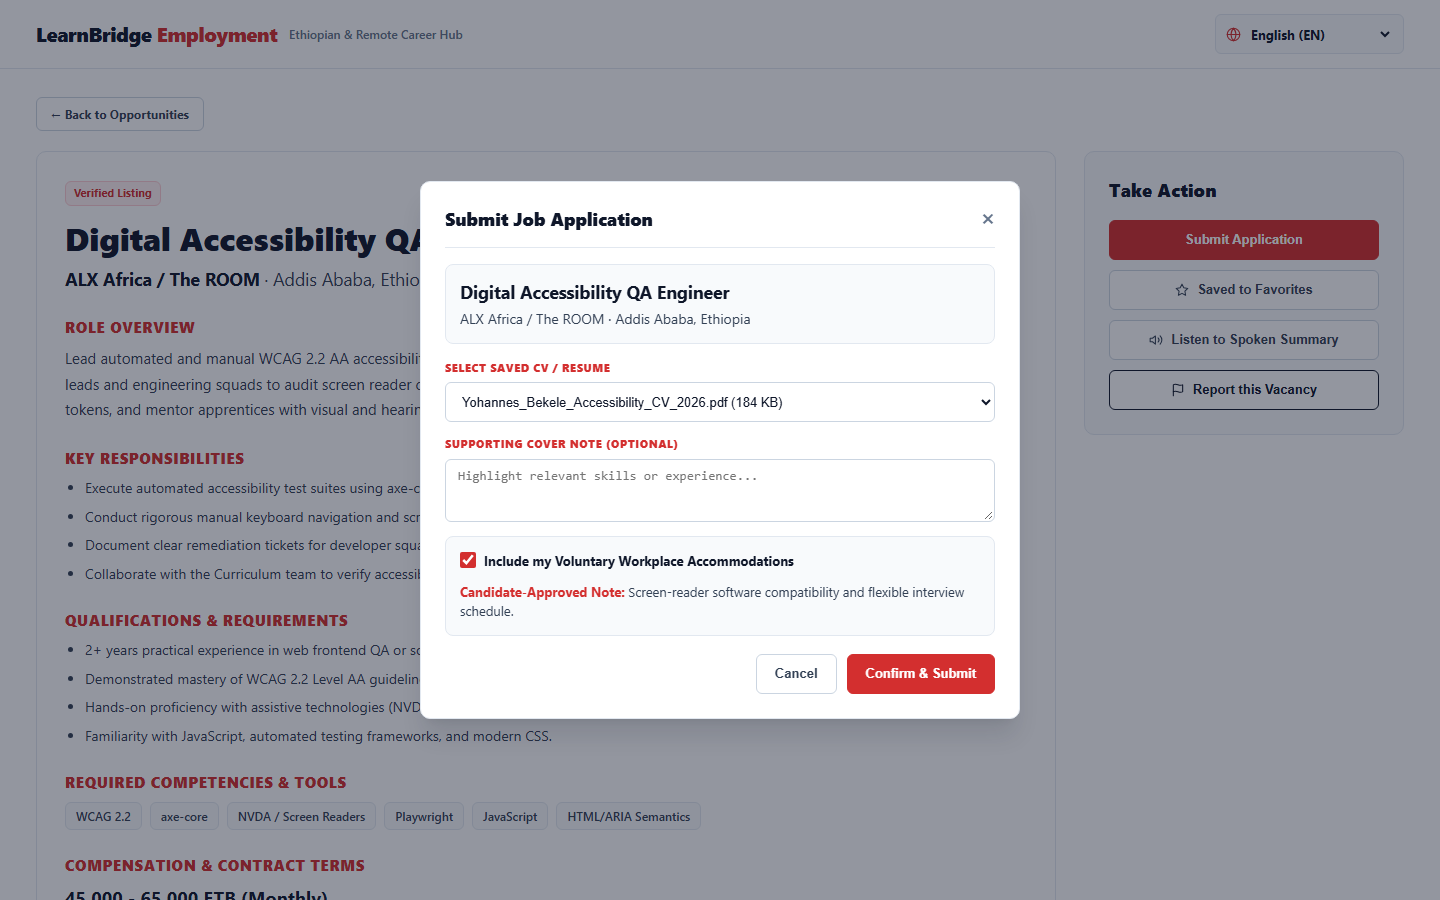 LearnBridge Employment Ethiopian & Remote Career Hub
English (EN)
← Back to Opportunities
Verified Listing
Digital Accessibility QA
ALX Africa / The ROOM · Addis Ababa, Ethio
ROLE OVERVIEW
Lead automated and manual WCAG 2.2 AA accessibili
leads and engineering squads to audit screen reader
tokens, and mentor apprentices with visual and hearin
KEY RESPONSIBILITIES
• Execute automated accessibility test suites using axe-c
• Conduct rigorous manual keyboard navigation and scr
• Document clear remediation tickets for developer squa
• Collaborate with the Curriculum team to verify accessib
QUALIFICATIONS & REQUIREMENTS
• 2+ years practical experience in web frontend QA or
• Demonstrated mastery of WCAG 2.2 Level AA guidelin
• Hands-on proficiency with assistive technologies (NVD
• Familiarity with JavaScript, automated testing frameworks, and modern CSS.
REQUIRED COMPETENCIES & TOOLS
WCAG 2.2 axe-core NVDA / Screen Readers Playwright JavaScript HTML/ARIA Semantics
COMPENSATION & CONTRACT TERMS
45,000 - 65,000 ETB (Monthly)
Submit Job Application ×
Digital Accessibility QA Engineer
ALX Africa / The ROOM · Addis Ababa, Ethiopia
SELECT SAVED CV / RESUME
Yohannes_Bekele_Accessibility_CV_2026.pdf (184 KB)
SUPPORTING COVER NOTE (OPTIONAL)
Highlight relevant skills or experience...
Include my Voluntary Workplace Accommodations
Candidate-Approved Note: Screen-reader software compatibility and flexible interview
schedule.
Cancel
Confirm & Submit
Take Action
Submit Application
Saved to Favorites
Listen to Spoken Summary
Report this Vacancy